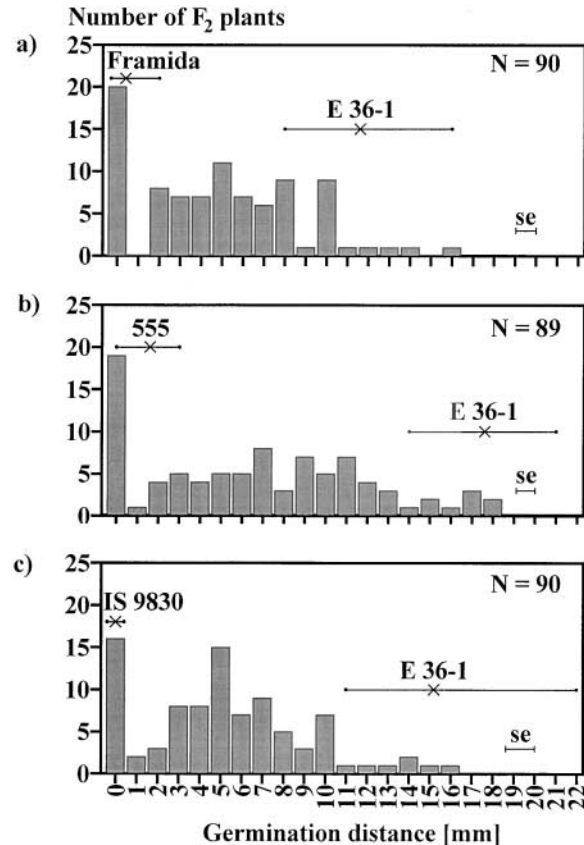 Number of F2 plants
a)
25
Framida
N = 90
20
E 36-1
15
10
5
se
0
b)
25
555
N = 89
20
15
E 36-1
10
5
se
0
c)
25
N = 90
20
IS 9830
15
E 36-1
10
5
se
0
0 1 2 3 4 5 6 7 8 9 10 11 12 13 14 15 16 17 18 19 20 21 22
Germination distance [mm]